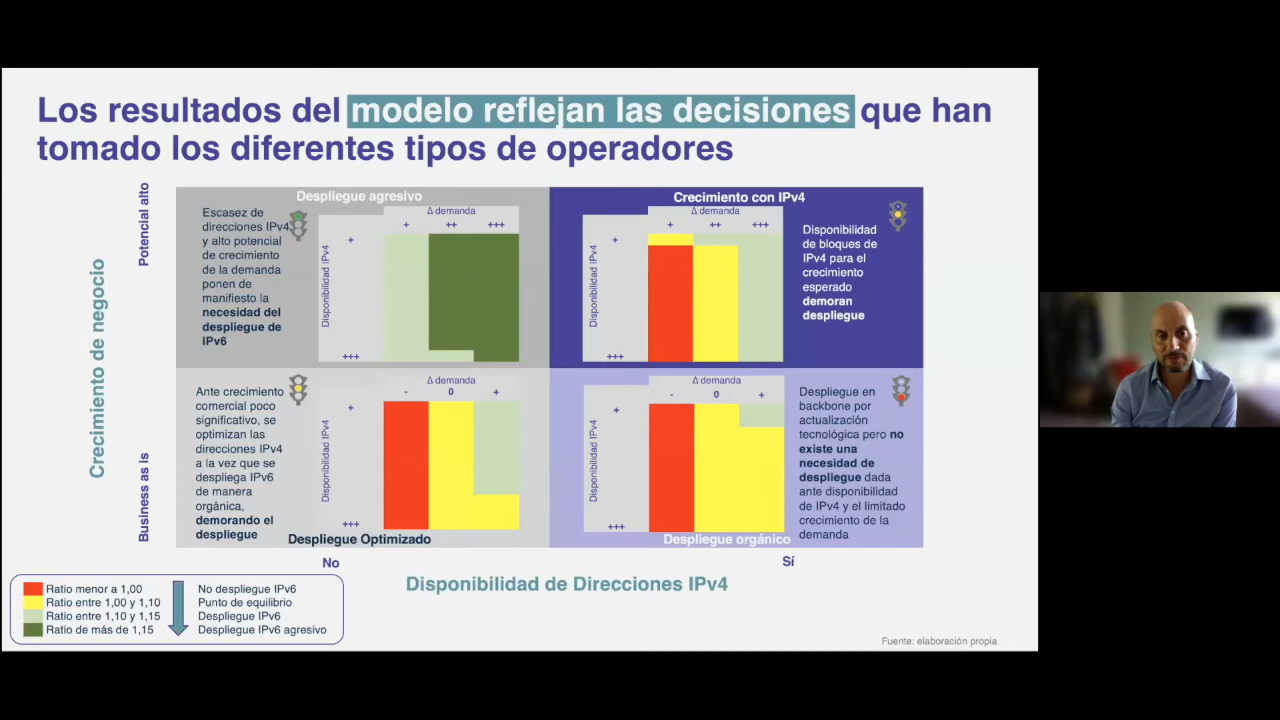 Los resultados del modelo reflejan las decisiones que han
tomado los diferentes tipos de operadores
Crecimiento de negocio
Potencial alto
Business as is
Despliegue agresivo
Escasez de
direcciones IPv4
y alto potencial
de crecimiento
de la demanda
ponen de
manifiesto la
necesidad del
despliegue de
IPv6
Δ demanda
+ ++ +++
Disponibilidad IPv4
+
+++
Crecimiento con IPv4
Δ demanda
+ ++ +++
Disponibilidad IPv4
+
+++
Disponibilidad
de bloques de
IPv4 para el
crecimiento
esperado
demoran
despliegue
Ante crecimiento
comercial poco
significativo, se
optimizan las
direcciones IPv4
a la vez que se
despliega IPv6
de manera
orgánica,
demorando el
despliegue
Δ demanda
- 0 +
Disponibilidad IPv4
+
+++
Despliegue Optimizado
Δ demanda
- 0 +
Disponibilidad IPv4
+
+++
Despliegue orgánico
Despliegue en
backbone por
actualización
tecnológica pero no
existe una
necesidad de
despliegue dada
ante disponibilidad
de IPv4 y el limitado
crecimiento de la
demanda
No
Sí
Disponibilidad de Direcciones IPv4
Ratio menor a 1,00 No despliegue IPv6
Ratio entre 1,00 y 1,10 Punto de equilibrio
Ratio entre 1,10 y 1,15 Despliegue IPv6
Ratio de más de 1,15 Despliegue IPv6 agresivo
Fuente: elaboración propia